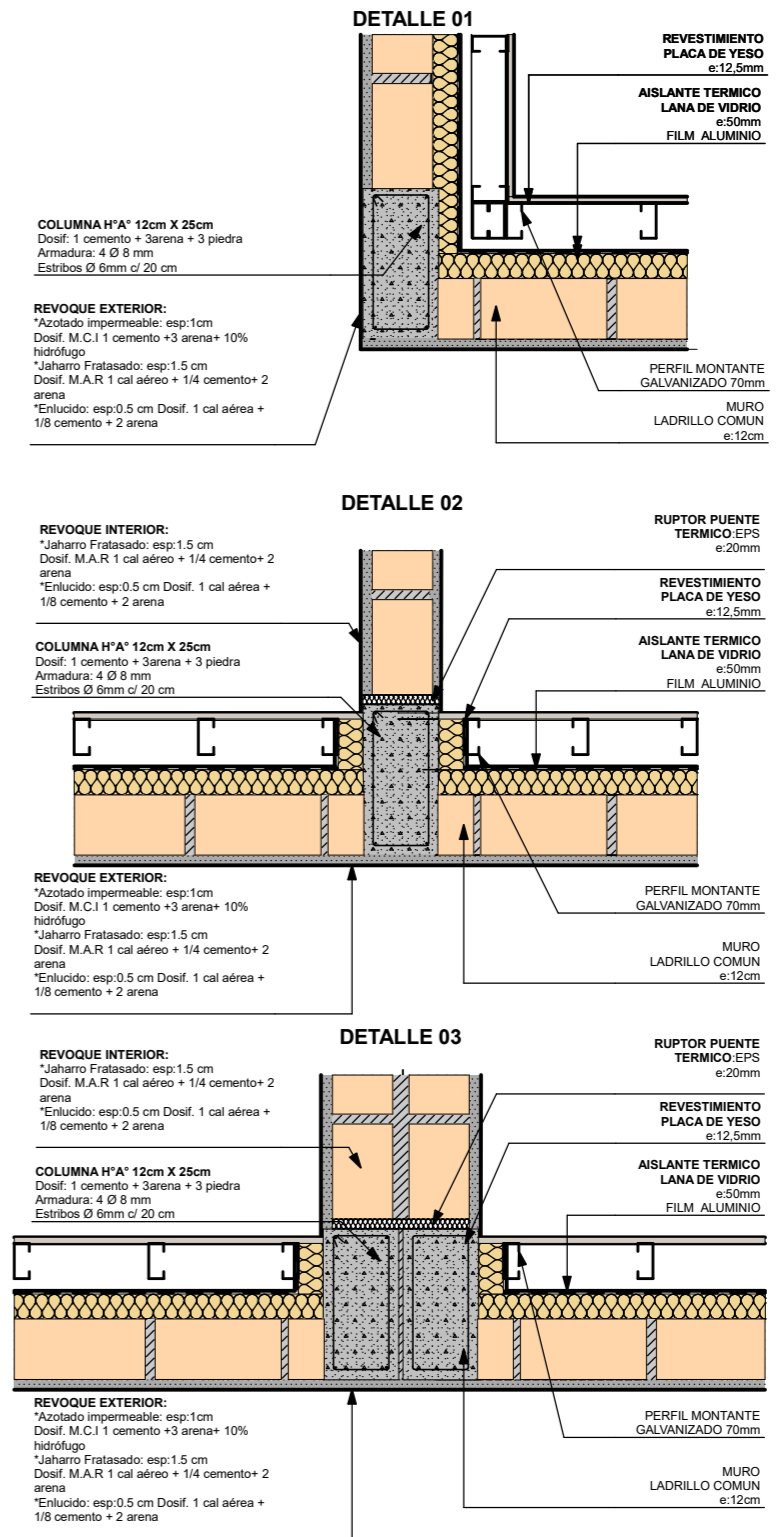 DETALLE 01
REVESTIMIENTO
PLACA DE YESO
e:12,5mm
AISLANTE TERMICO
LANA DE VIDRIO
e:50mm
FILM ALUMINIO
COLUMNA H°A° 12cm X 25cm
Dosif: 1 cemento + 3arena + 3 piedra
Armadura: 4 Ø 8 mm
Estribos Ø 6mm c/ 20 cm
REVOQUE EXTERIOR:
*Azotado impermeable: esp:1cm
Dosif. M.C.I 1 cemento +3 arena+ 10%
hidrófugo
*Jaharro Fratasado: esp:1.5 cm
Dosif. M.A.R 1 cal aéreo + 1/4 cemento+ 2
arena
*Enlucido: esp:0.5 cm Dosif. 1 cal aérea +
1/8 cemento + 2 arena
PERFIL MONTANTE
GALVANIZADO 70mm
MURO
LADRILLO COMUN
e:12cm
DETALLE 02
REVOQUE INTERIOR:
*Jaharro Fratasado: esp:1.5 cm
Dosif. M.A.R 1 cal aéreo + 1/4 cemento+ 2
arena
*Enlucido: esp:0.5 cm Dosif. 1 cal aérea +
1/8 cemento + 2 arena
RUPTOR PUENTE
TERMICO:EPS
e:20mm
REVESTIMIENTO
PLACA DE YESO
e:12,5mm
COLUMNA H°A° 12cm X 25cm
Dosif: 1 cemento + 3arena + 3 piedra
Armadura: 4 Ø 8 mm
Estribos Ø 6mm c/ 20 cm
AISLANTE TERMICO
LANA DE VIDRIO
e:50mm
FILM ALUMINIO
REVOQUE EXTERIOR:
*Azotado impermeable: esp:1cm
Dosif. M.C.I 1 cemento +3 arena+ 10%
hidrófugo
*Jaharro Fratasado: esp:1.5 cm
Dosif. M.A.R 1 cal aéreo + 1/4 cemento+ 2
arena
*Enlucido: esp:0.5 cm Dosif. 1 cal aérea +
1/8 cemento + 2 arena
PERFIL MONTANTE
GALVANIZADO 70mm
MURO
LADRILLO COMUN
e:12cm
DETALLE 03
REVOQUE INTERIOR:
*Jaharro Fratasado: esp:1.5 cm
Dosif. M.A.R 1 cal aéreo + 1/4 cemento+ 2
arena
*Enlucido: esp:0.5 cm Dosif. 1 cal aérea +
1/8 cemento + 2 arena
RUPTOR PUENTE
TERMICO:EPS
e:20mm
REVESTIMIENTO
PLACA DE YESO
e:12,5mm
COLUMNA H°A° 12cm X 25cm
Dosif: 1 cemento + 3arena + 3 piedra
Armadura: 4 Ø 8 mm
Estribos Ø 6mm c/ 20 cm
AISLANTE TERMICO
LANA DE VIDRIO
e:50mm
FILM ALUMINIO
REVOQUE EXTERIOR:
*Azotado impermeable: esp:1cm
Dosif. M.C.I 1 cemento +3 arena+ 10%
hidrófugo
*Jaharro Fratasado: esp:1.5 cm
Dosif. M.A.R 1 cal aéreo + 1/4 cemento+ 2
arena
*Enlucido: esp:0.5 cm Dosif. 1 cal aérea +
1/8 cemento + 2 arena
PERFIL MONTANTE
GALVANIZADO 70mm
MURO
LADRILLO COMUN
e:12cm